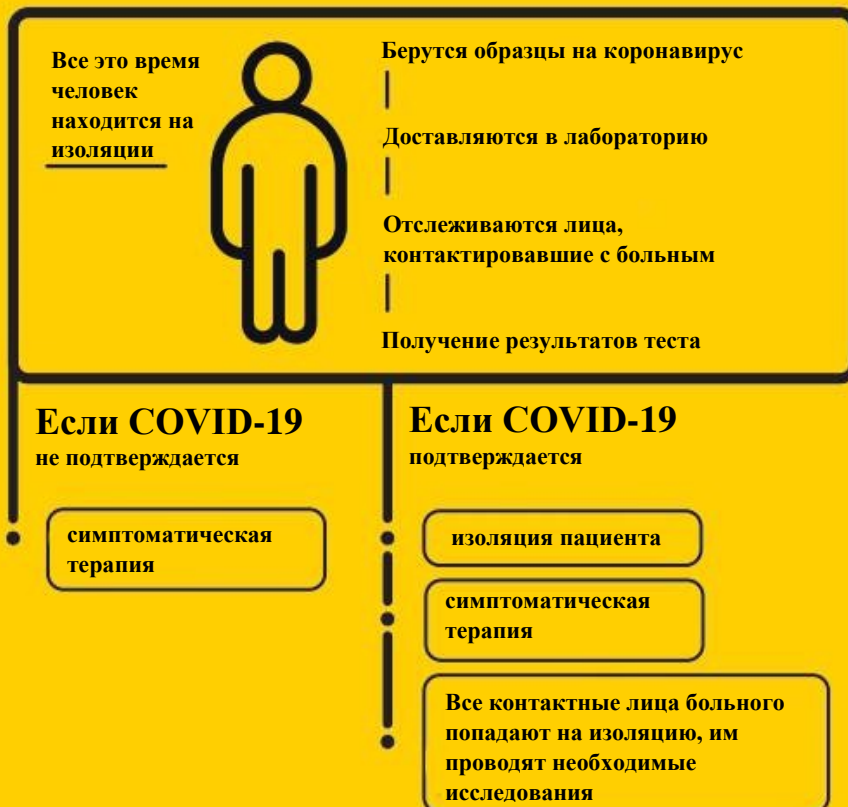 Все это время
человек
находится на
изоляции
Берутся образцы на коронавирус
Доставляются в лабораторию
Отслеживаются лица,
контактировавшие с больным
Получение результатов теста
Если COVID-19
не подтверждается
симптоматическая
терапия
Если COVID-19
подтверждается
изоляция пациента
симптоматическая
терапия
Все контактные лица больного
попадают на изоляцию, им
проводят необходимые
исследования